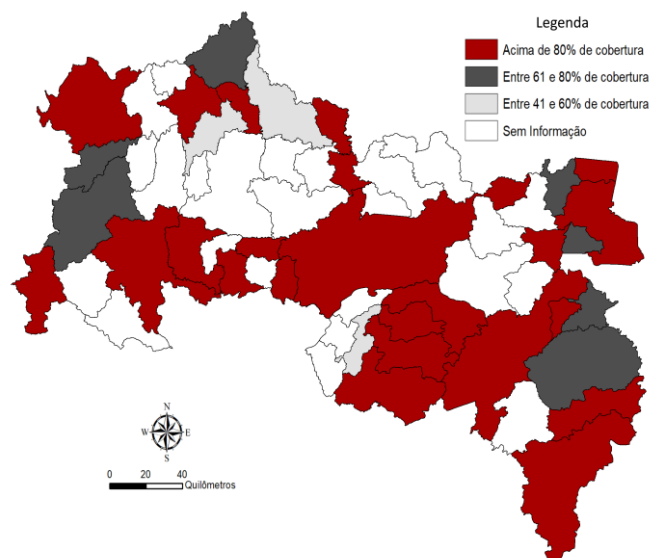 Legenda
Acima de 80% de cobertura
Entre 61 e 80% de cobertura
Entre 41 e 60% de cobertura
Sem Informação
N
W E
S
0 20 40
Quilômetros